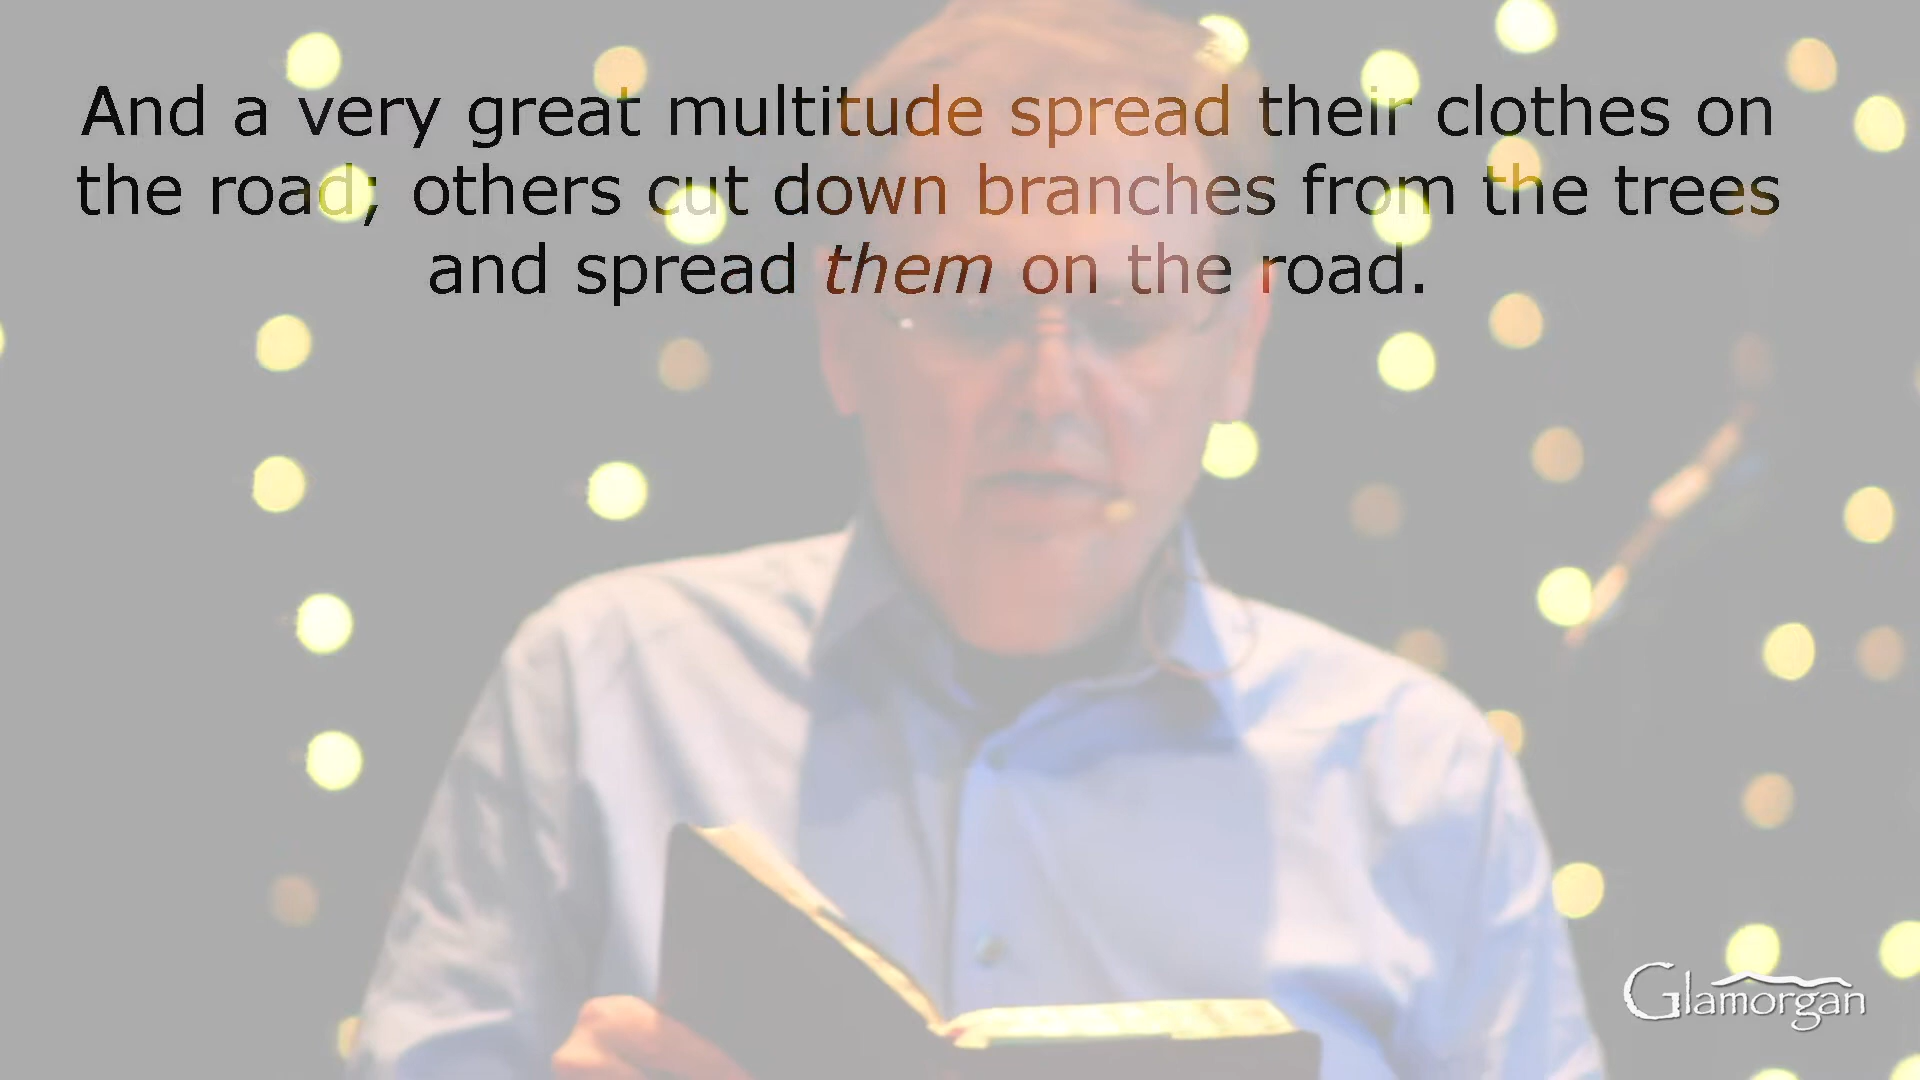 And a very great multitude spread their clothes on
the road; others cut down branches from the trees
and spread them on the road.
Glamorgan